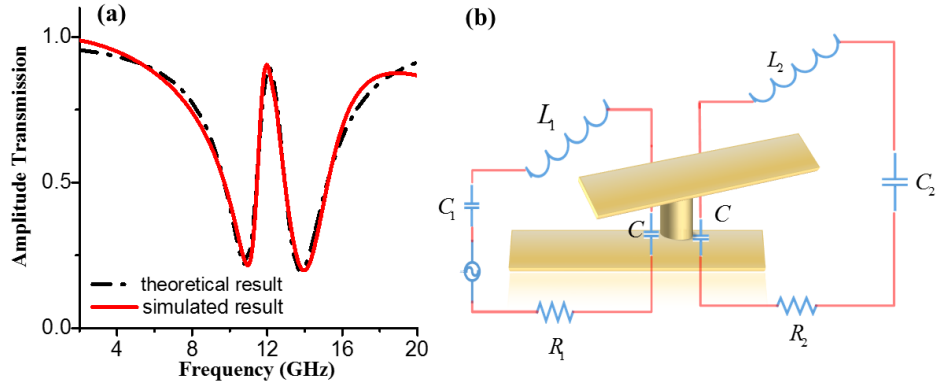 (a)
1.0
0.5
0.0
Amplitude Transmission
theoretical result
simulated result
4 8 12 16 20
Frequency (GHz)
(b)
L₁
L₂
C₁
C C
C₂
R₁
R₂